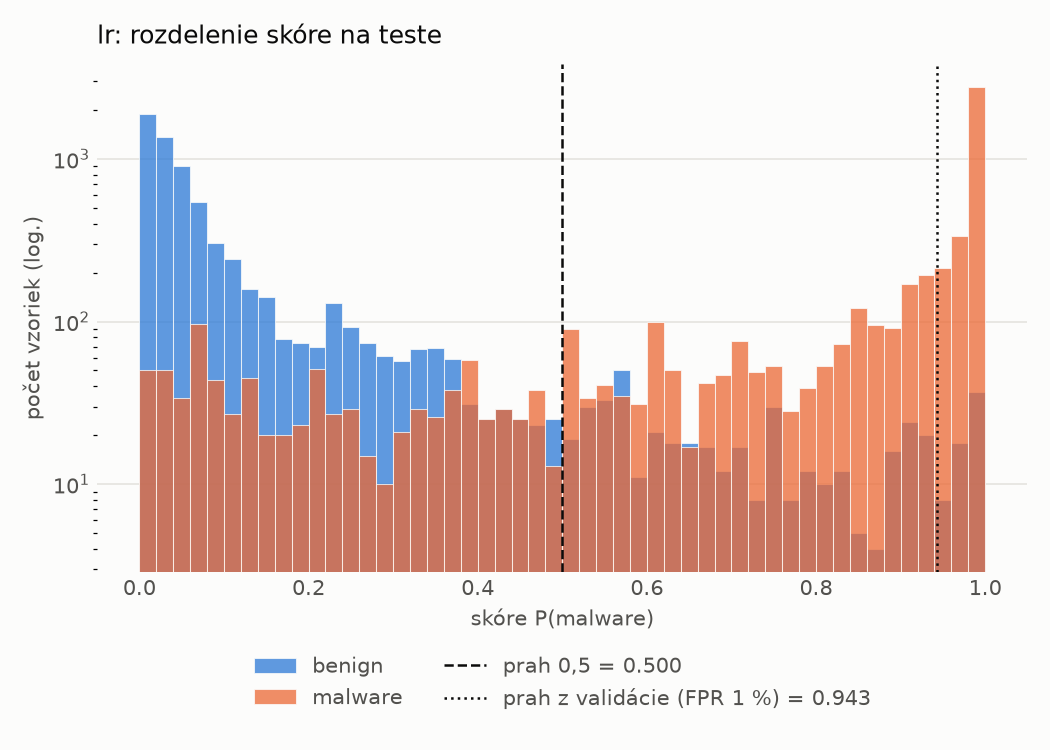 lr: rozdelenie skóre na teste
počet vzoriek (log.)
10³
10²
10¹
0.0 0.2 0.4 0.6 0.8 1.0
skóre P(malware)
benign
malware
prah 0,5 = 0.500
prah z validácie (FPR 1 %) = 0.943